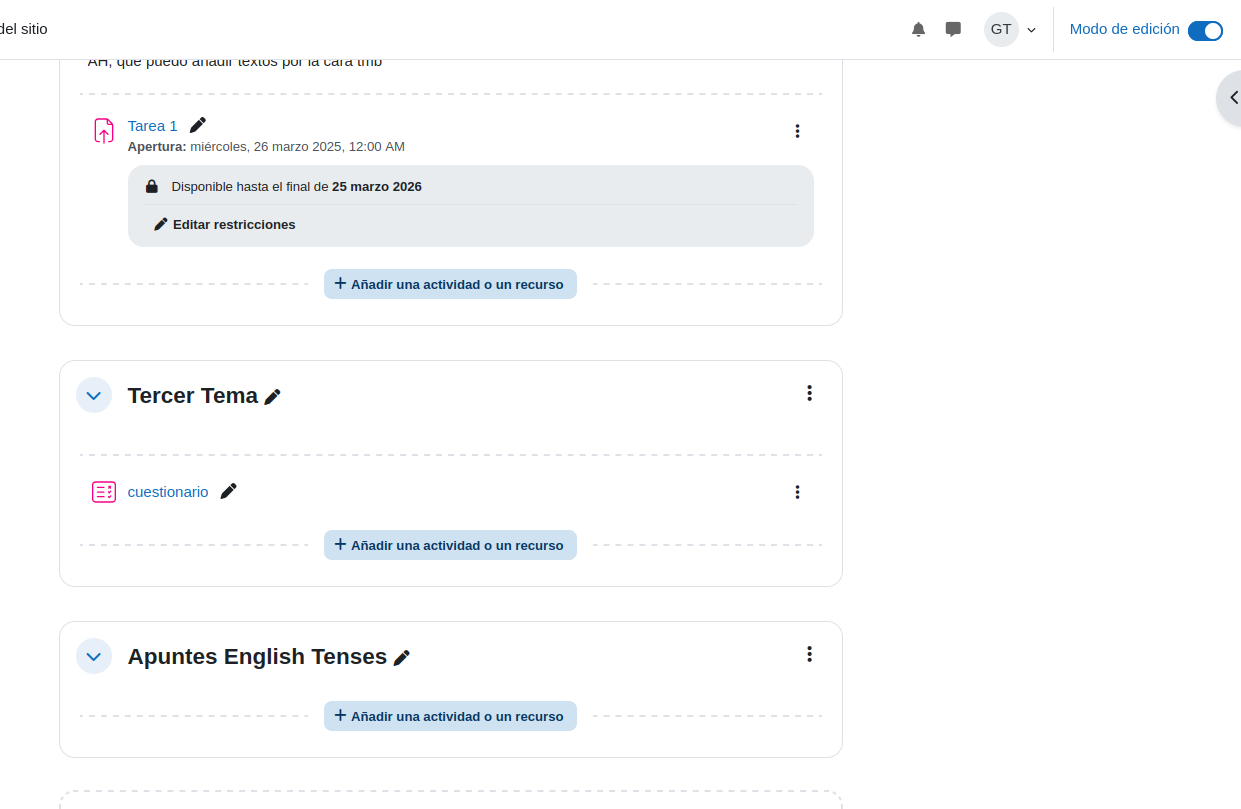 del sitio
GT
Modo de edición
AH, que puedo añadir textos por la cara tmb
Tarea 1
Apertura: miércoles, 26 marzo 2025, 12:00 AM
Disponible hasta el final de 25 marzo 2026
Editar restricciones
+ Añadir una actividad o un recurso
Tercer Tema
cuestionario
+ Añadir una actividad o un recurso
Apuntes English Tenses
+ Añadir una actividad o un recurso